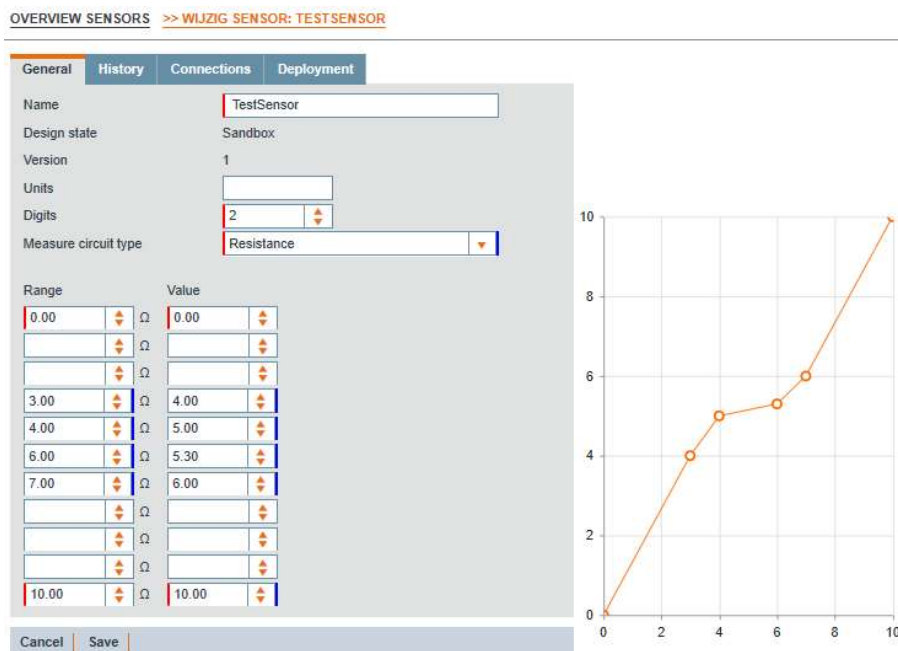 OVERVIEW SENSORS >> WIJZIG SENSOR: TESTSENSOR
General History Connections Deployment
Name TestSensor
Design state Sandbox
Version 1
Units
Digits 2
Measure circuit type Resistance
Range Value
0.00 Ω 0.00
Ω
Ω
3.00 Ω 4.00
4.00 Ω 5.00
6.00 Ω 5.30
7.00 Ω 6.00
Ω
Ω
Ω
10.00 Ω 10.00
Cancel Save
10
8
6
4
2
0
0 2 4 6 8 10